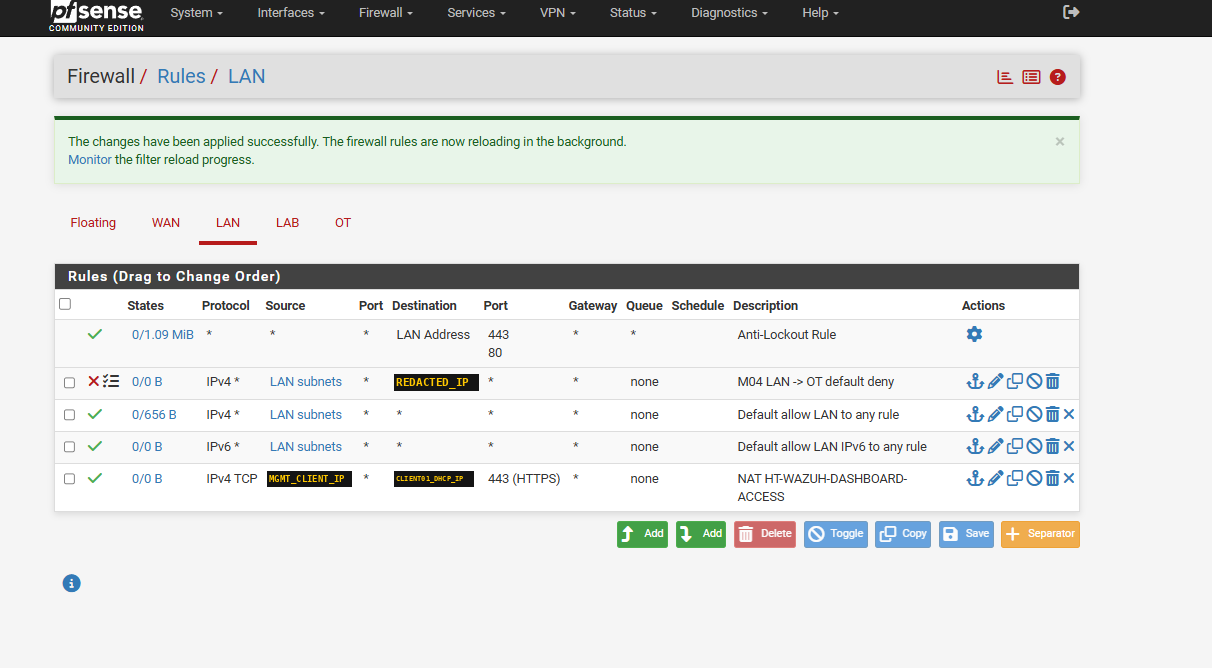 pfsense
COMMUNITY EDITION
System Interfaces Firewall Services VPN Status Diagnostics Help
Firewall / Rules / LAN
The changes have been applied successfully. The firewall rules are now reloading in the background.
Monitor the filter reload progress.
×
Floating WAN LAN LAB OT
Rules (Drag to Change Order)
States Protocol Source Port Destination Port Gateway Queue Schedule Description Actions
0/1.09 MiB * * * LAN Address 443 * * Anti-Lockout Rule
80
0/0 B IPv4 * LAN subnets * REDACTED_IP * * none M04 LAN -> OT default deny
0/656 B IPv4 * LAN subnets * * * * none Default allow LAN to any rule
0/0 B IPv6 * LAN subnets * * * * none Default allow LAN IPv6 to any rule
0/0 B IPv4 TCP MGMT_CLIENT_IP * CLIENT01_DHCP_IP 443 (HTTPS) * none NAT HT-WAZUH-DASHBOARD-
ACCESS
Add Add Delete Toggle Copy Save Separator